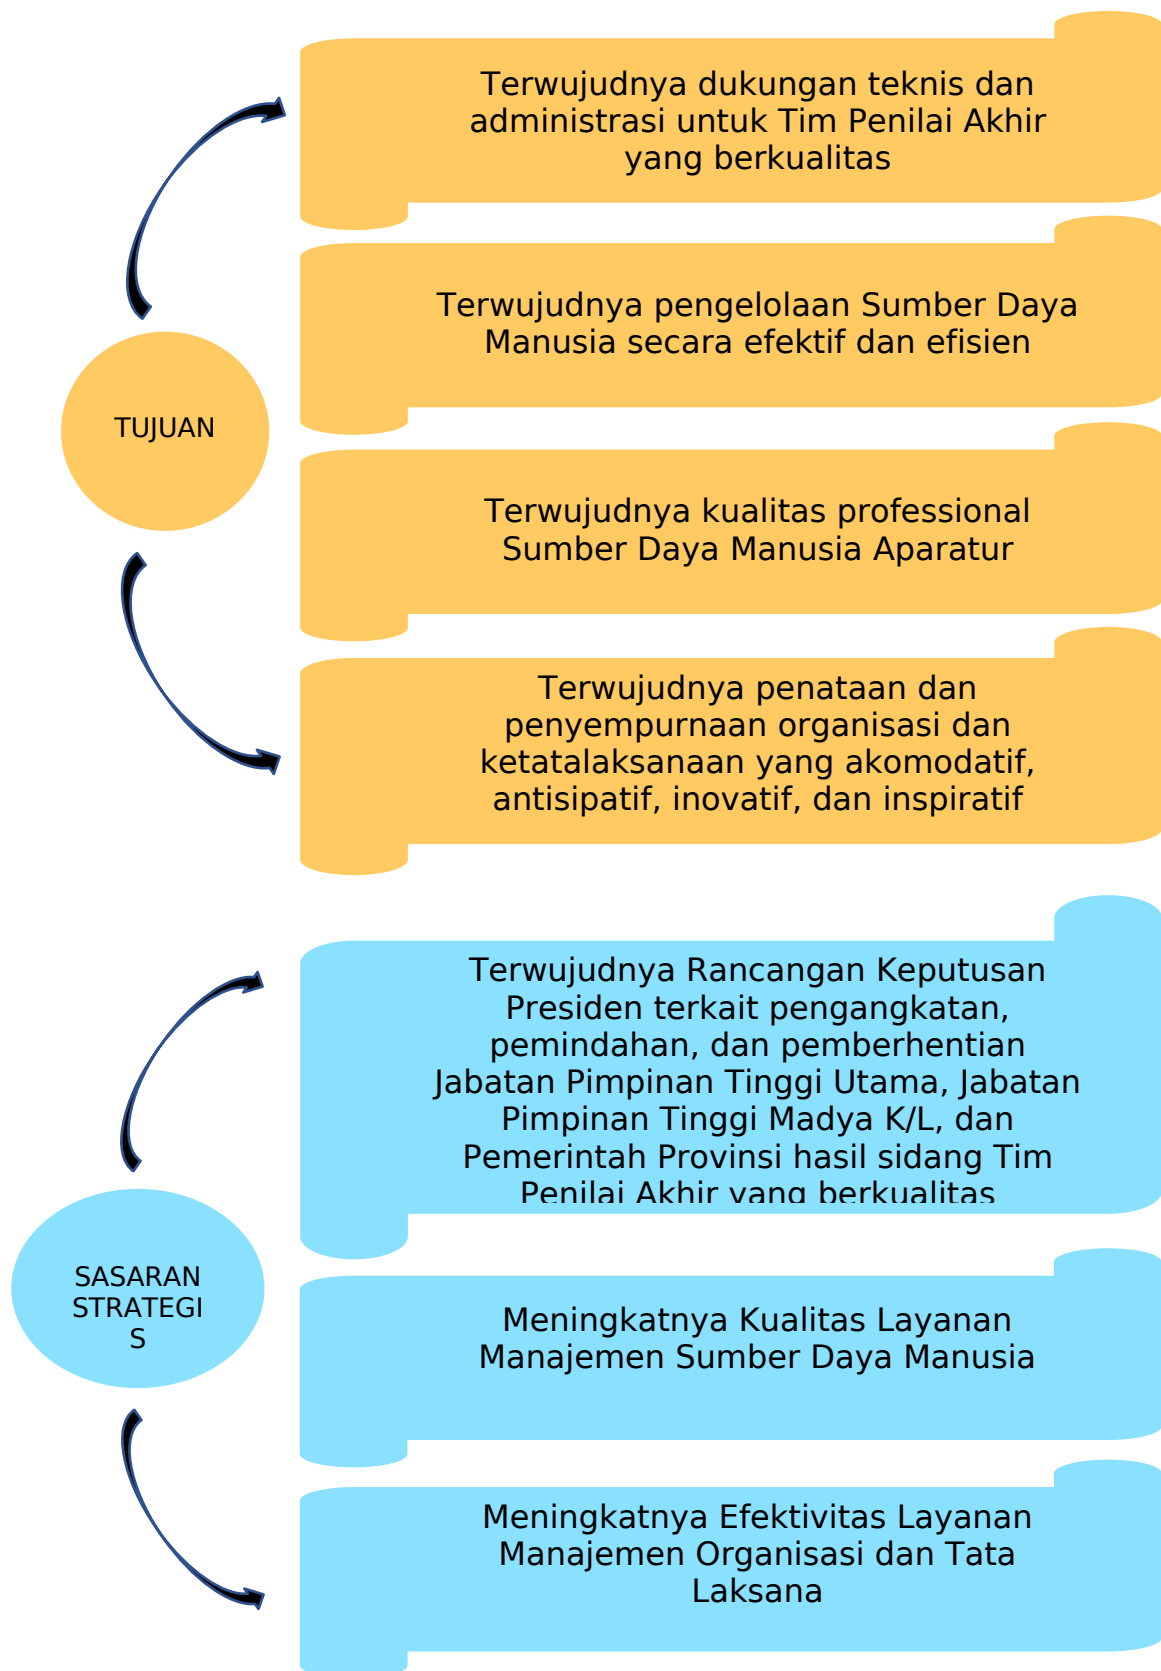 Terwujudnya dukungan teknis dan
administrasi untuk Tim Penilai Akhir
yang berkualitas
Terwujudnya pengelolaan Sumber Daya
Manusia secara efektif dan efisien
TUJUAN
Terwujudnya kualitas professional
Sumber Daya Manusia Aparatur
Terwujudnya penataan dan
penyempurnaan organisasi dan
ketatalaksanaan yang akomodatif,
antisipatif, inovatif, dan inspiratif
Terwujudnya Rancangan Keputusan
Presiden terkait pengangkatan,
pemindahan, dan pemberhentian
Jabatan Pimpinan Tinggi Utama, Jabatan
Pimpinan Tinggi Madya K/L, dan
Pemerintah Provinsi hasil sidang Tim
Penilai Akhir yang berkualitas
SASARAN
STRATEGI
S
Meningkatnya Kualitas Layanan
Manajemen Sumber Daya Manusia
Meningkatnya Efektivitas Layanan
Manajemen Organisasi dan Tata
Laksana